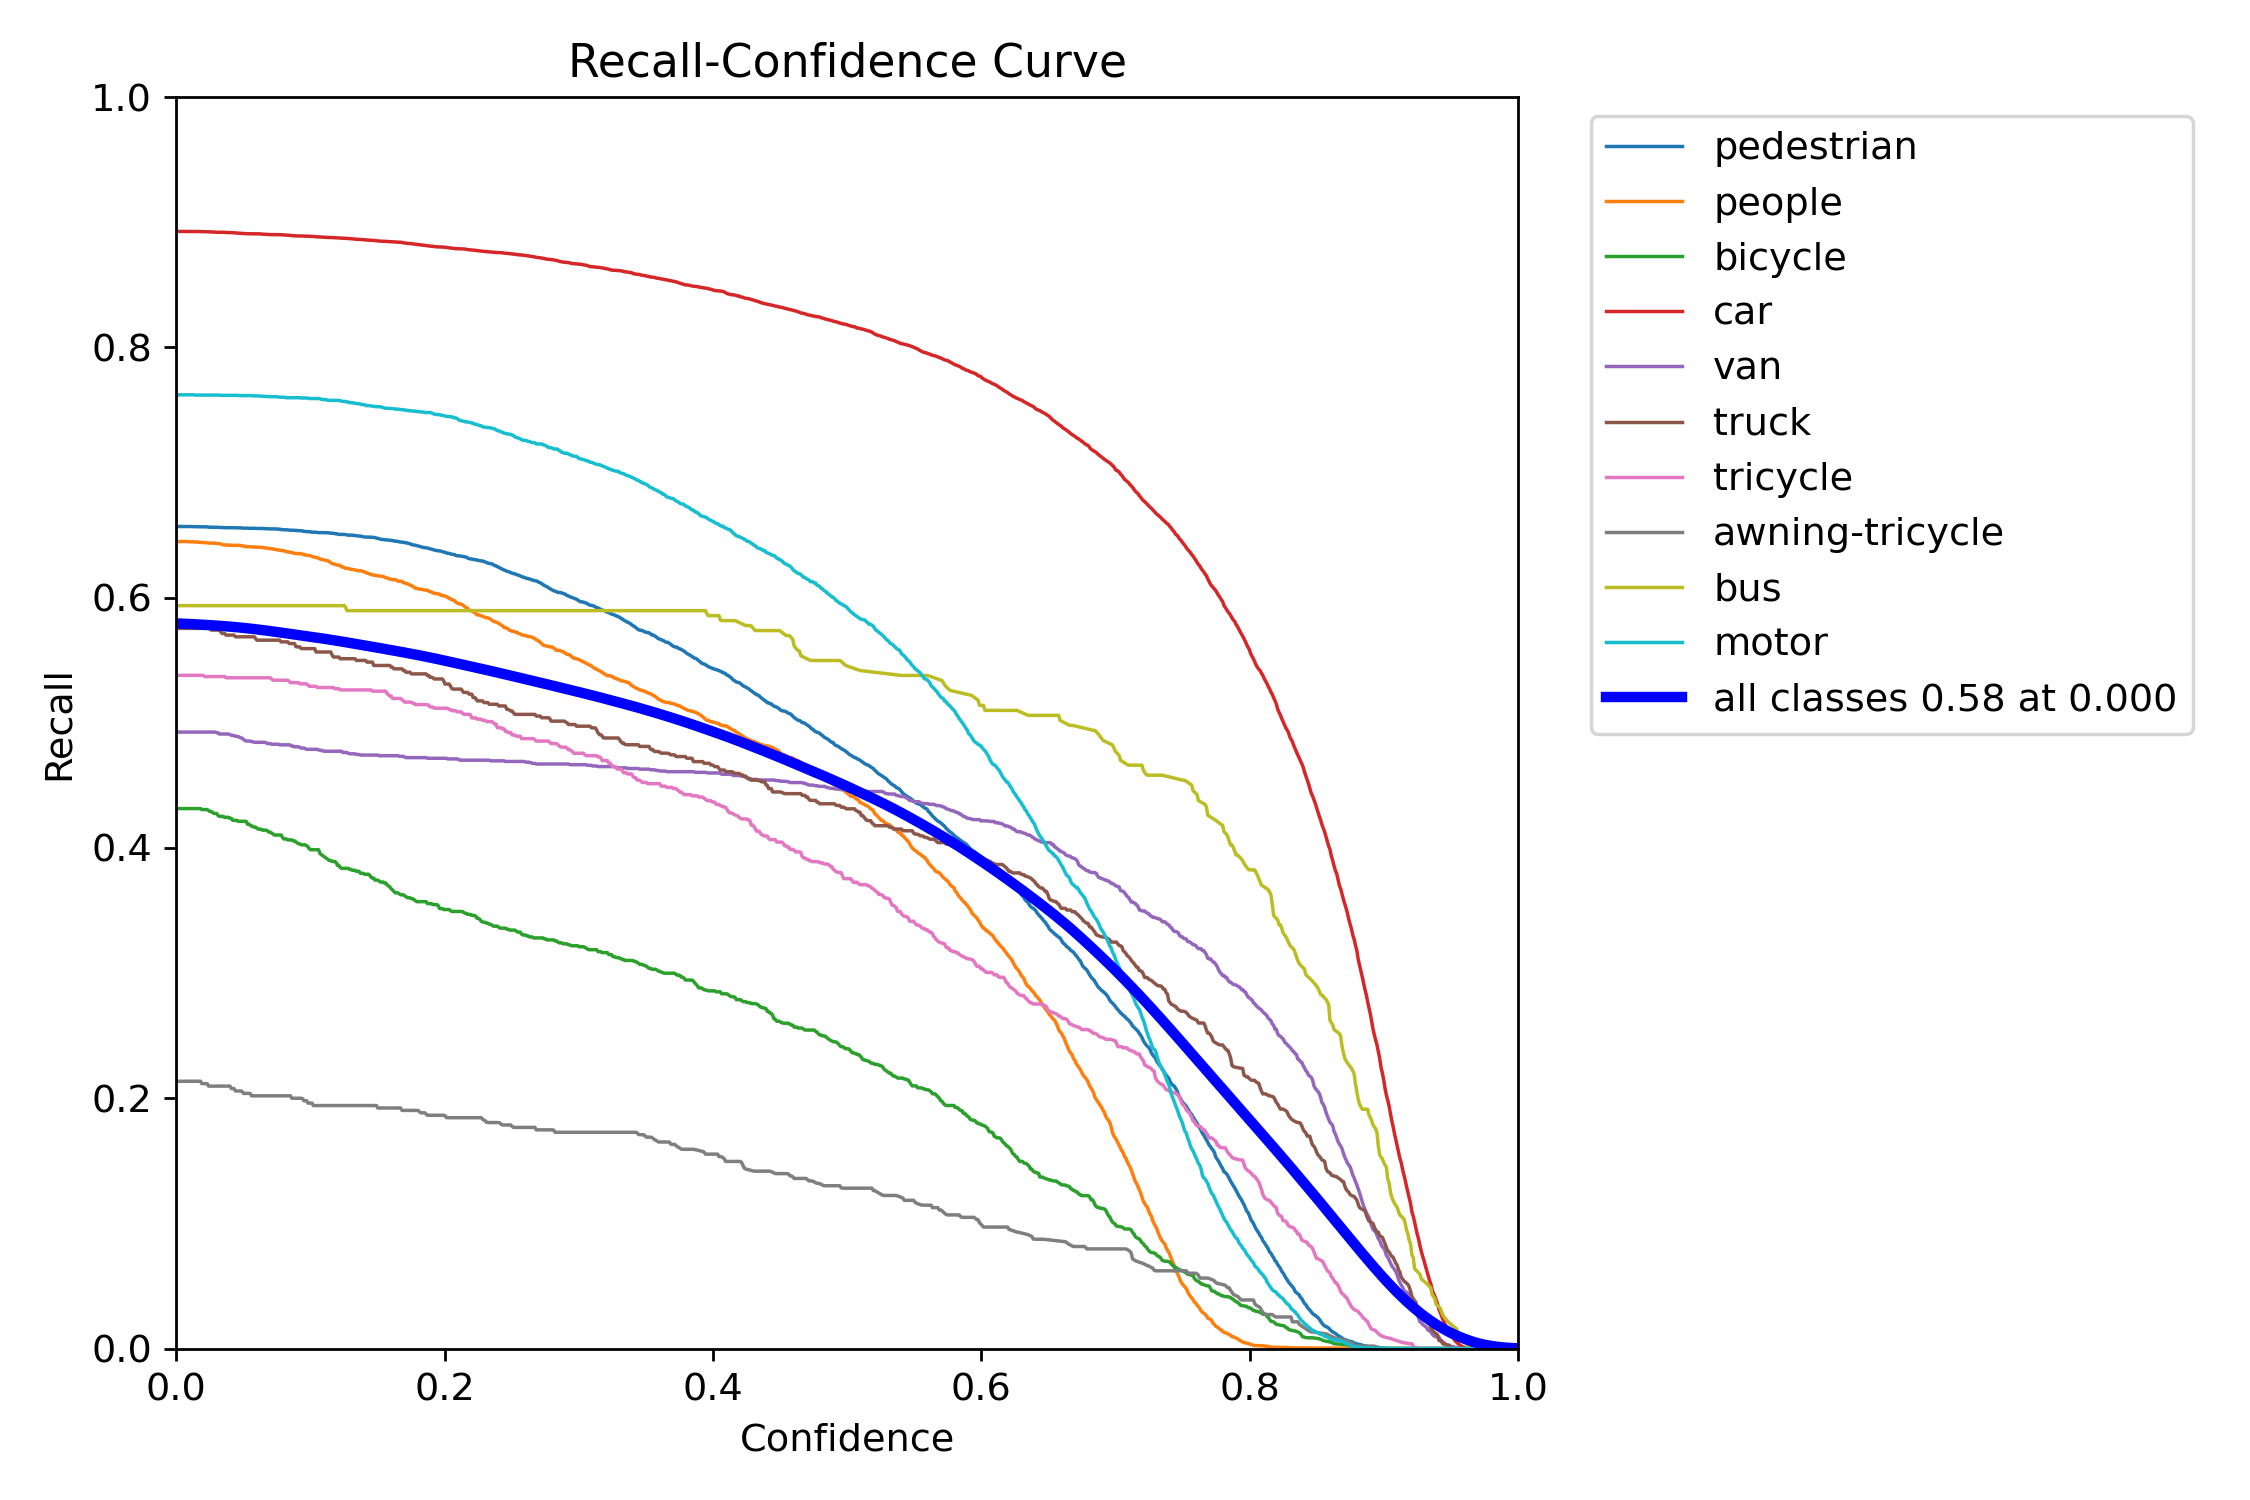 Recall-Confidence Curve
1.0
0.8
0.6
0.4
0.2
0.0
Recall
0.0 0.2 0.4 0.6 0.8 1.0
Confidence
pedestrian
people
bicycle
car
van
truck
tricycle
awning-tricycle
bus
motor
all classes 0.58 at 0.000